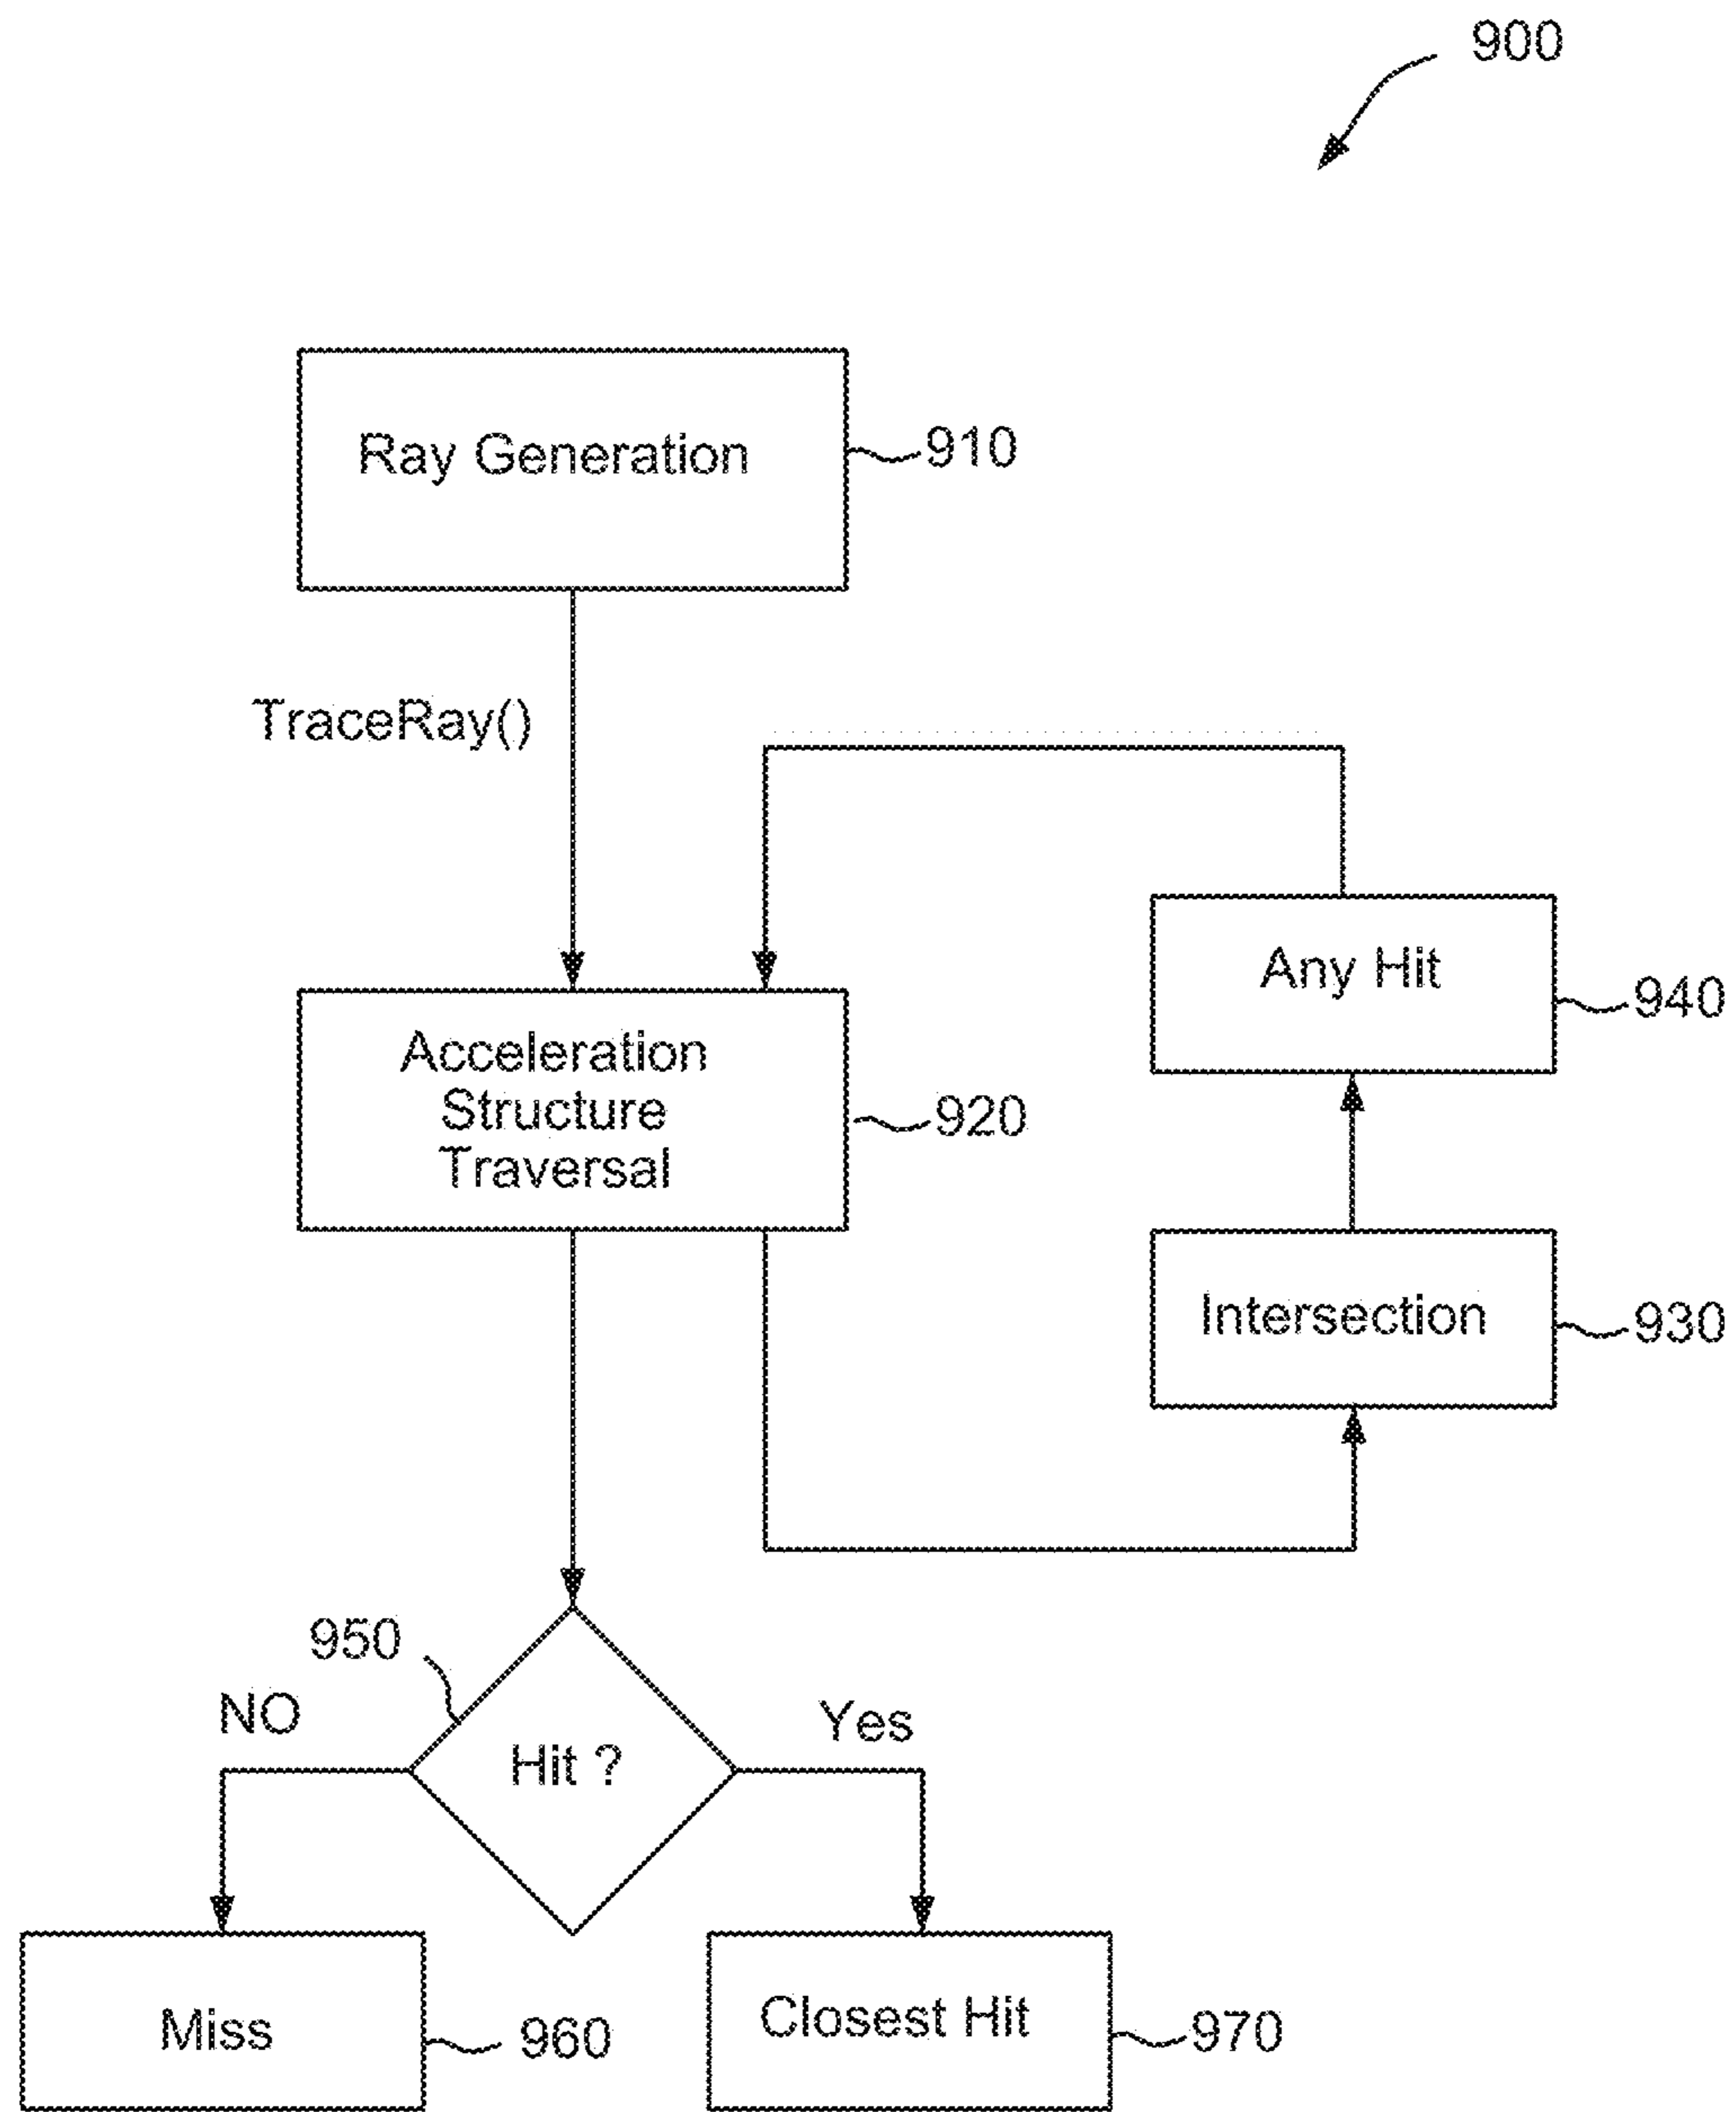 900
Ray Generation
910
TraceRay()
Any Hit
940
Acceleration
Structure
Traversal
920
Intersection
930
950
NO
Yes
Hit ?
Miss
960
Closest Hit
970